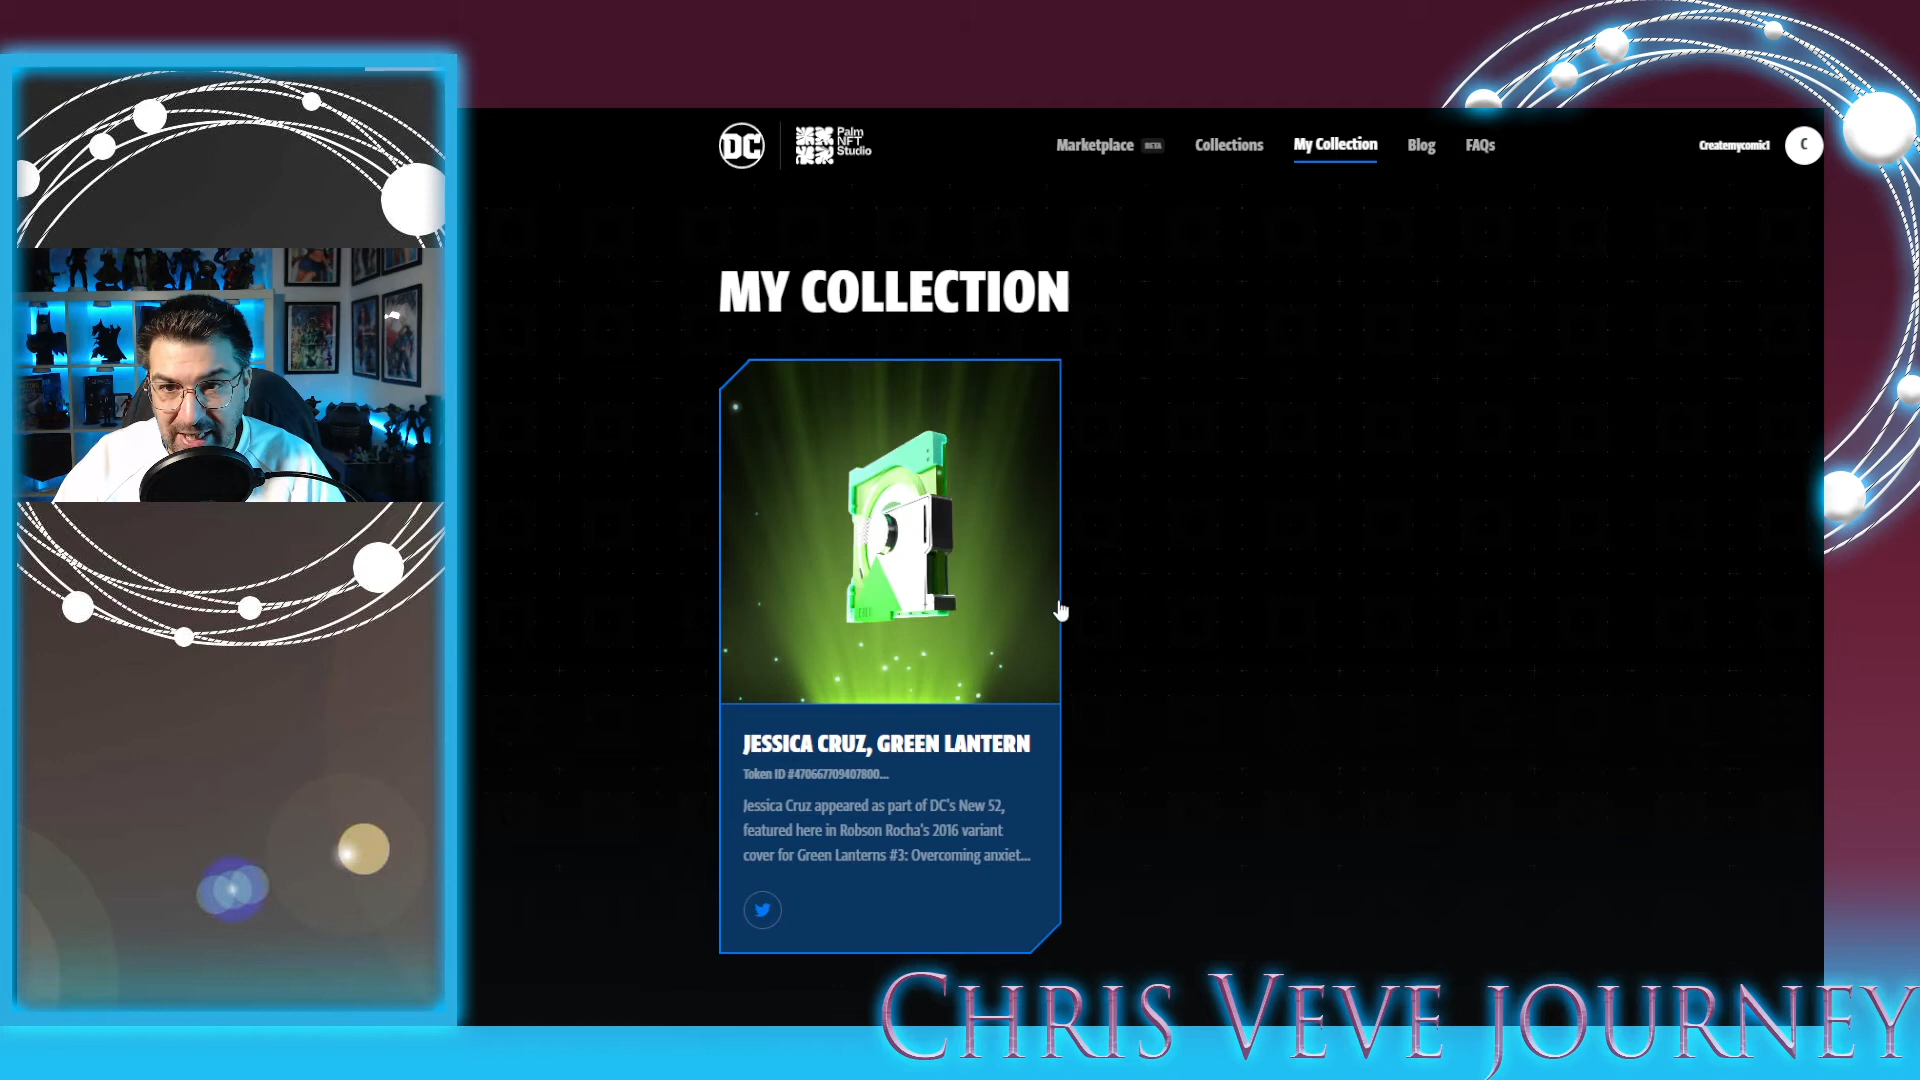 DC
Palm
NFT
Studio
Marketplace BETA
Collections
My Collection
Blog
FAQs
Createmycomic1
C
MY COLLECTION
JESSICA CRUZ, GREEN LANTERN
Token ID #470667709407800...
Jessica Cruz appeared as part of DC's New 52,
featured here in Robson Rocha's 2016 variant
cover for Green Lanterns #3: Overcoming anxiet...
CHRIS VEVE JOURNEY